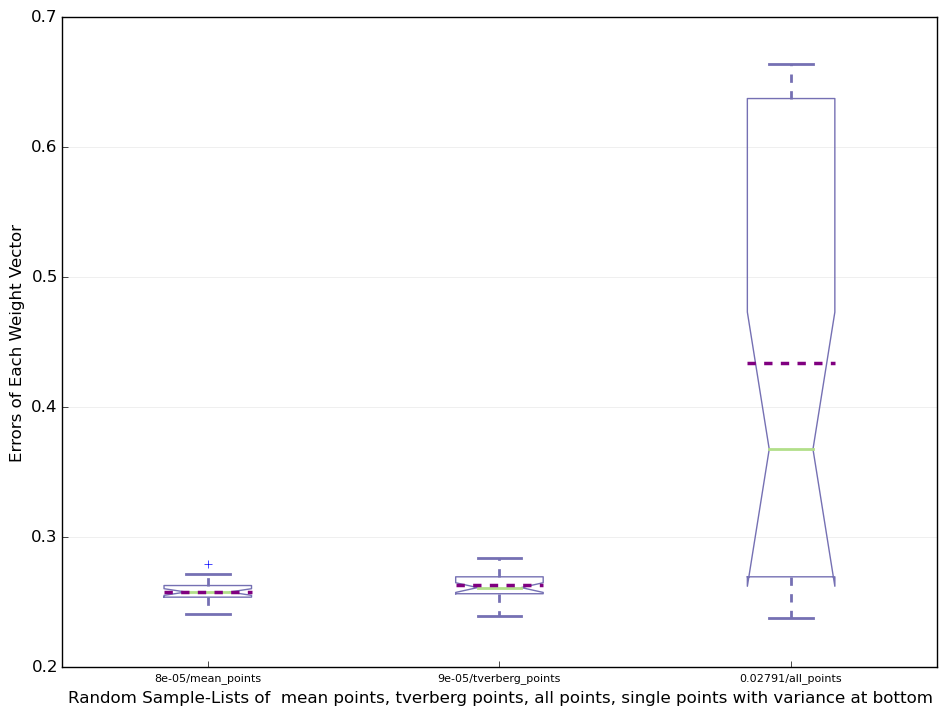 0.7
0.6
0.5
0.4
0.3
0.2
Errors of Each Weight Vector
8e-05/mean_points
9e-05/tverberg_points
0.02791/all_points
Random Sample-Lists of  mean points, tverberg points, all points, single points with variance at bottom